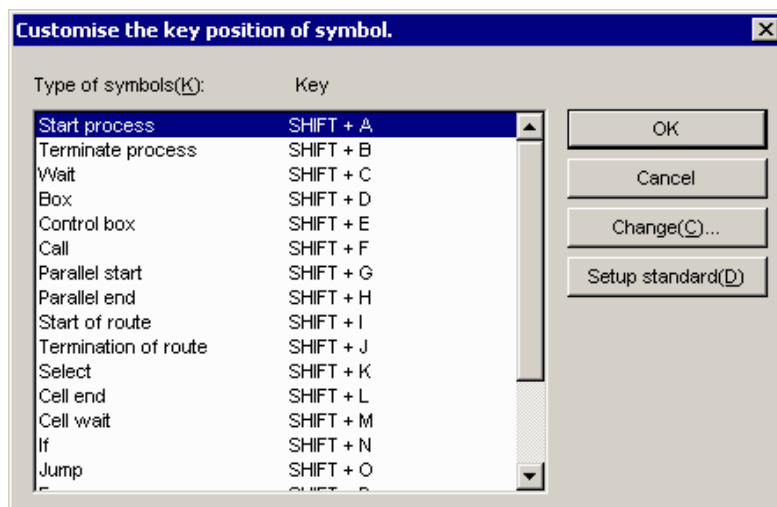 Customise the key position of symbol.
Type of symbols(K): Key
Start process SHIFT + A
Terminate process SHIFT + B
Wait SHIFT + C
Box SHIFT + D
Control box SHIFT + E
Call SHIFT + F
Parallel start SHIFT + G
Parallel end SHIFT + H
Start of route SHIFT + I
Termination of route SHIFT + J
Select SHIFT + K
Cell end SHIFT + L
Cell wait SHIFT + M
If SHIFT + N
Jump SHIFT + O
OK
Cancel
Change(C)...
Setup standard(D)